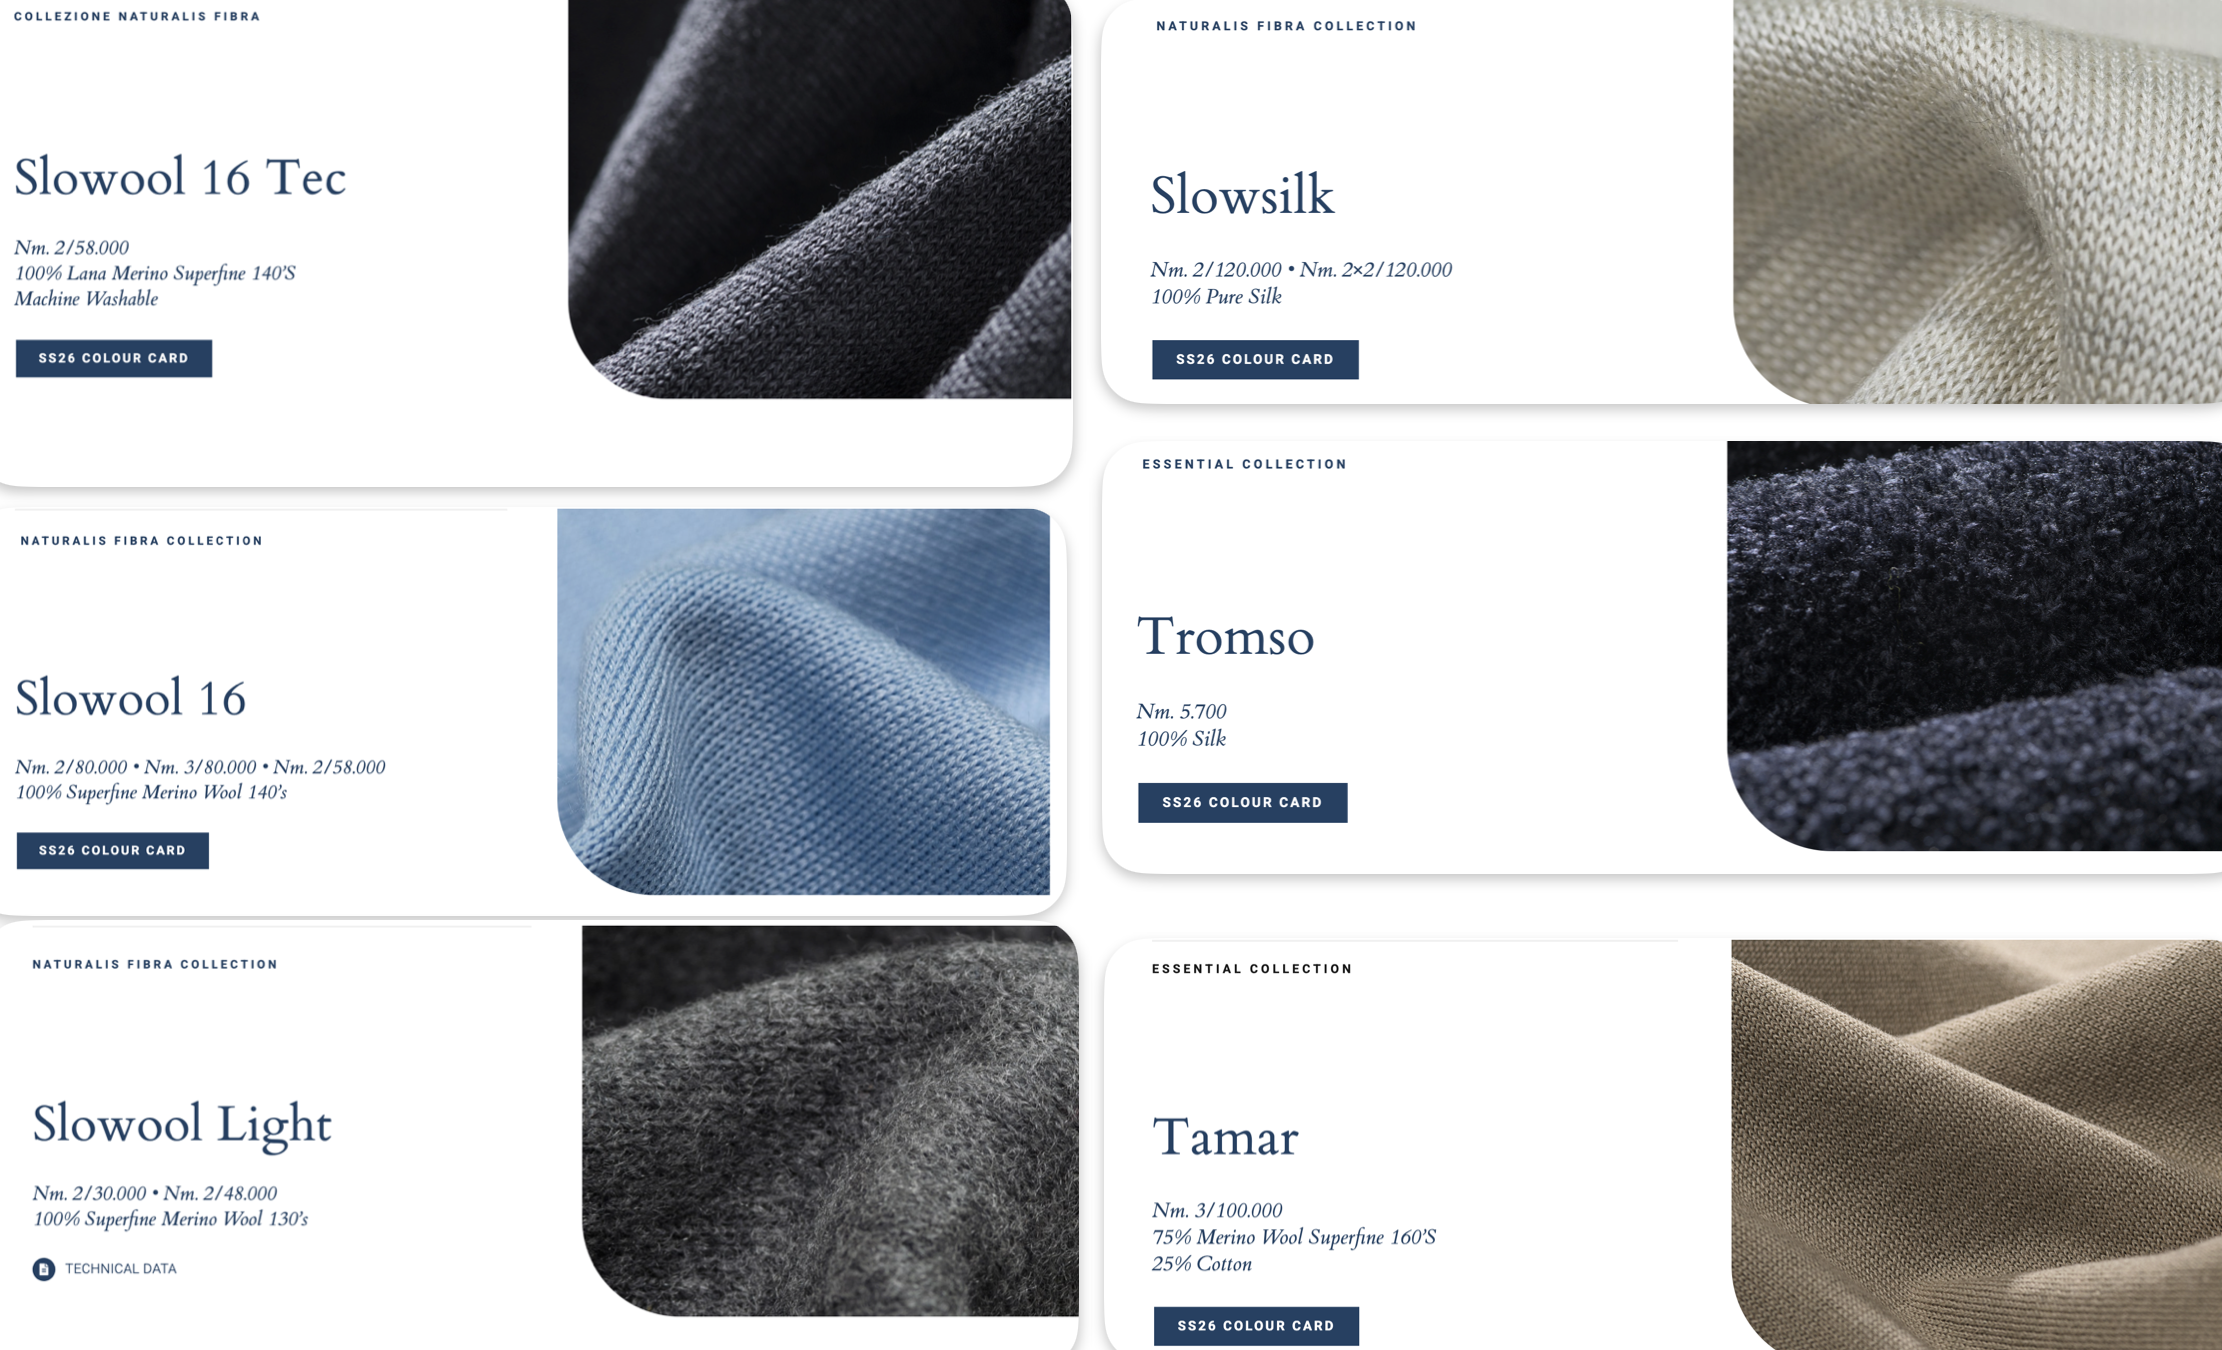 COLLEZIONE NATURALIS FIBRA
Slowool 16 Tec
Nm. 2/58.000
100% Lana Merino Superfine 140'S
Machine Washable
SS26 COLOUR CARD
NATURALIS FIBRA COLLECTION
Slowool 16
Nm. 2/80.000 • Nm. 3/80.000 • Nm. 2/58.000
100% Superfine Merino Wool 140's
SS26 COLOUR CARD
NATURALIS FIBRA COLLECTION
Slowool Light
Nm. 2/30.000 • Nm. 2/48.000
100% Superfine Merino Wool 130's
TECHNICAL DATA
NATURALIS FIBRA COLLECTION
Slowsilk
Nm. 2/120.000 • Nm. 2×2/120.000
100% Pure Silk
SS26 COLOUR CARD
ESSENTIAL COLLECTION
Tromso
Nm. 5.700
100% Silk
SS26 COLOUR CARD
ESSENTIAL COLLECTION
Tamar
Nm. 3/100.000
75% Merino Wool Superfine 160'S
25% Cotton
SS26 COLOUR CARD